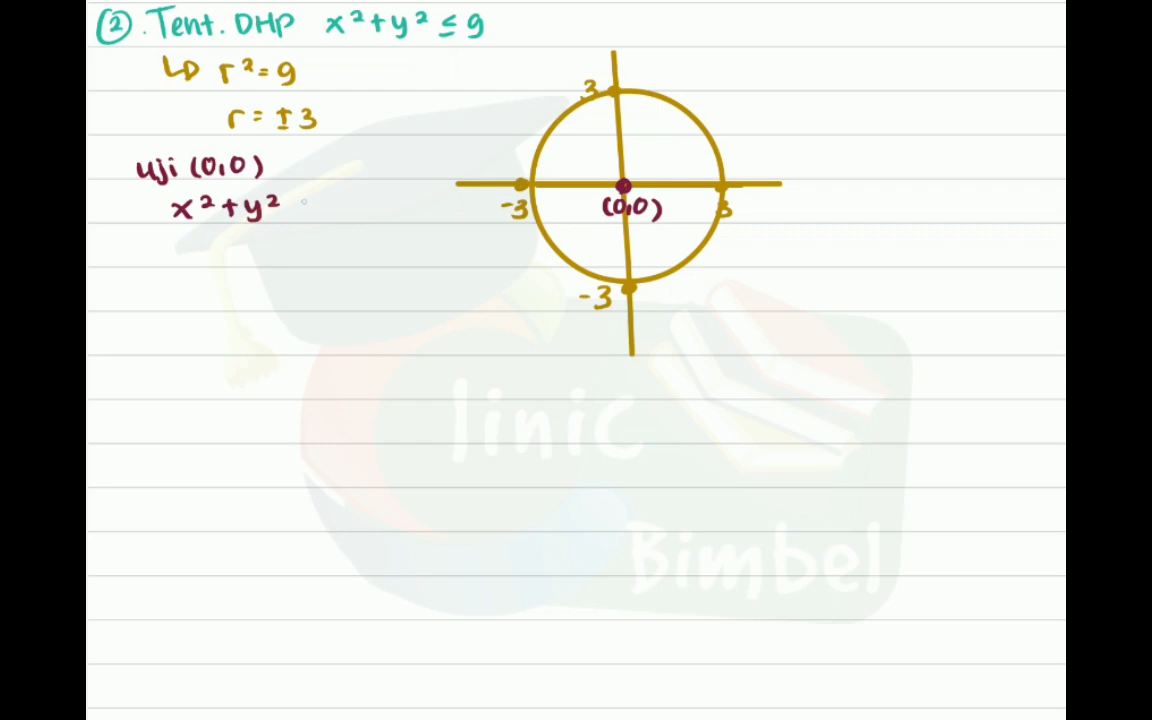 ② . Tent. DHP x² + y² ≤ 9
↳ r² = 9
r = ± 3
Uji (0,0)
x² + y²
3
-3
(0,0)
3
-3
linic
Bimbel